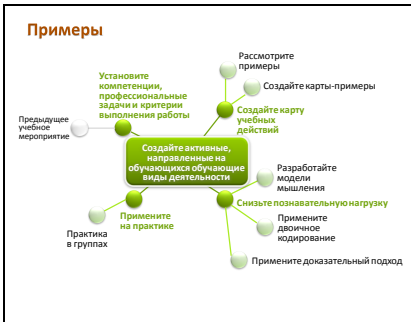 Примеры
Рассмотрите
примеры
Создайте карты-примеры
Установите
компетенции,
профессиональные
задачи и критерии
выполнения работы
Создайте карту
учебных
действий
Предыдущее
учебное
мероприятие
Создайте активные,
направленные на
обучающихся обучающие
виды деятельности
Разработайте
модели
мышления
Снизьте познавательную нагрузку
Примените
на практике
Примените
двоичное
кодирование
Практика
в группах
Примените доказательный подход